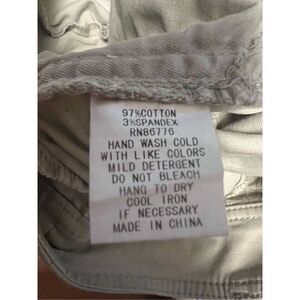 97%COTTON
3%SPANDEX
RN86776
HAND WASH COLD
WITH LIKE COLORS
MILD DETERGENT
DO NOT BLEACH
HANG TO DRY
COOL IRON
IF NECESSARY
MADE IN CHINA